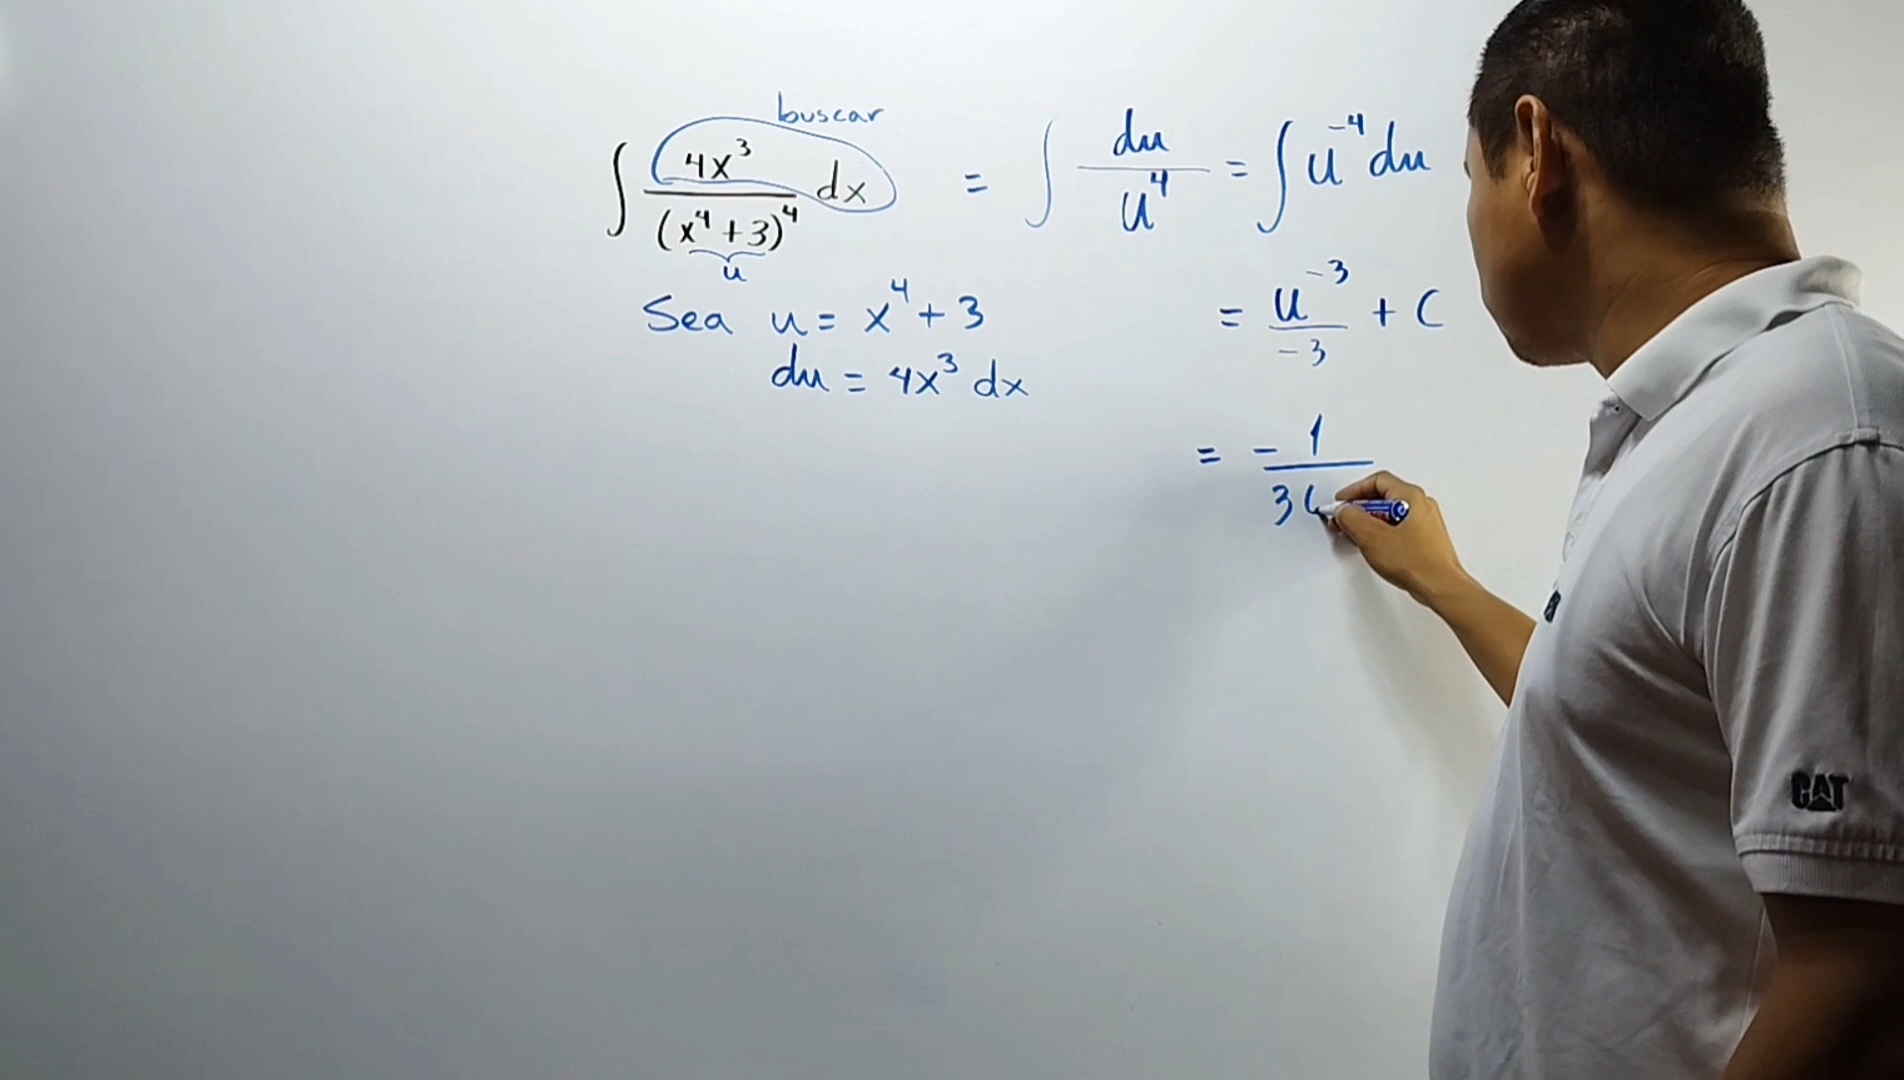 buscar
∫ 4x³ / (x⁴ + 3)⁴ dx = ∫ du / u⁴ = ∫ u⁻⁴ du
u
Sea u = x⁴ + 3
du = 4x³ dx
= u⁻³ / -3 + C
= - 1 / 3(
CAT